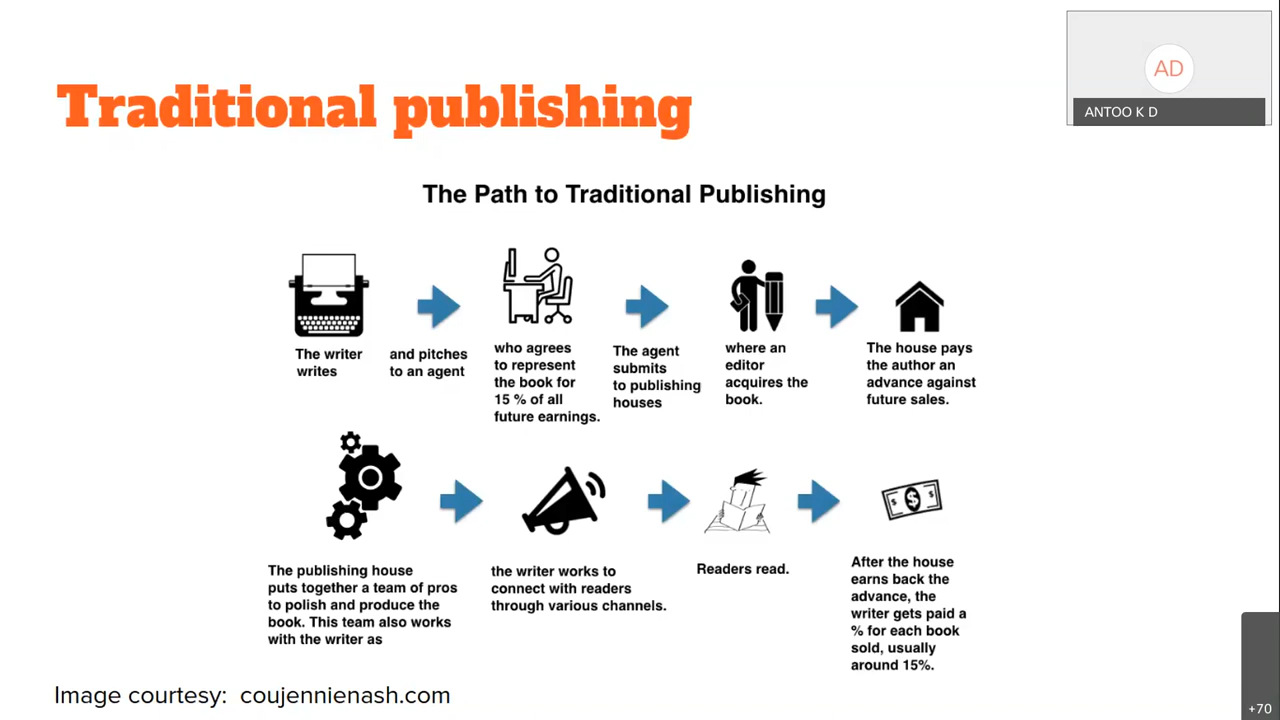 Traditional publishing
AD
ANTOO K D
The Path to Traditional Publishing
The writer
writes
and pitches
to an agent
who agrees
to represent
the book for
15 % of all
future earnings.
The agent
submits
to publishing
houses
where an
editor
acquires the
book.
The house pays
the author an
advance against
future sales.
The publishing house
puts together a team of pros
to polish and produce the
book. This team also works
with the writer as
the writer works to
connect with readers
through various channels.
Readers read.
After the house
earns back the
advance, the
writer gets paid a
% for each book
sold, usually
around 15%.
Image courtesy: coujennienash.com
+70